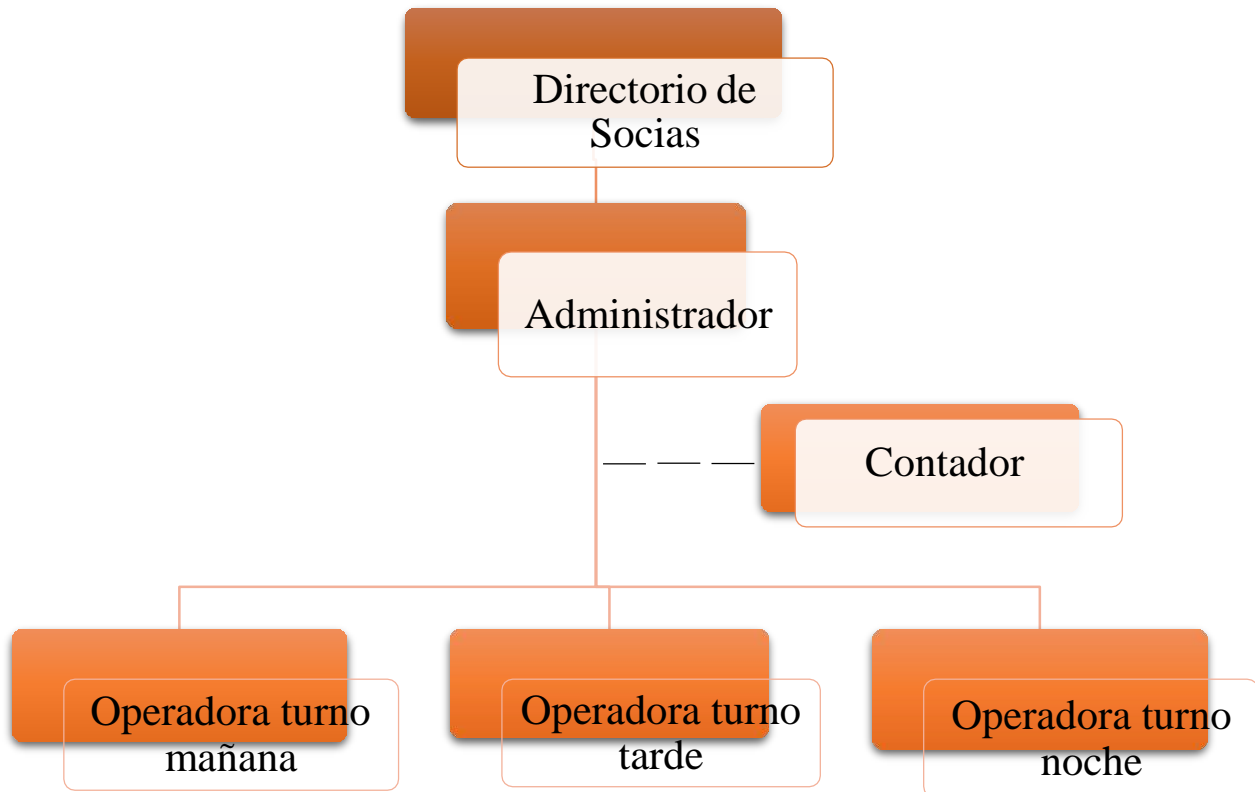 Directorio de
Socias
Administrador
Contador
Operadora turno
mañana
Operadora turno
tarde
Operadora turno
noche